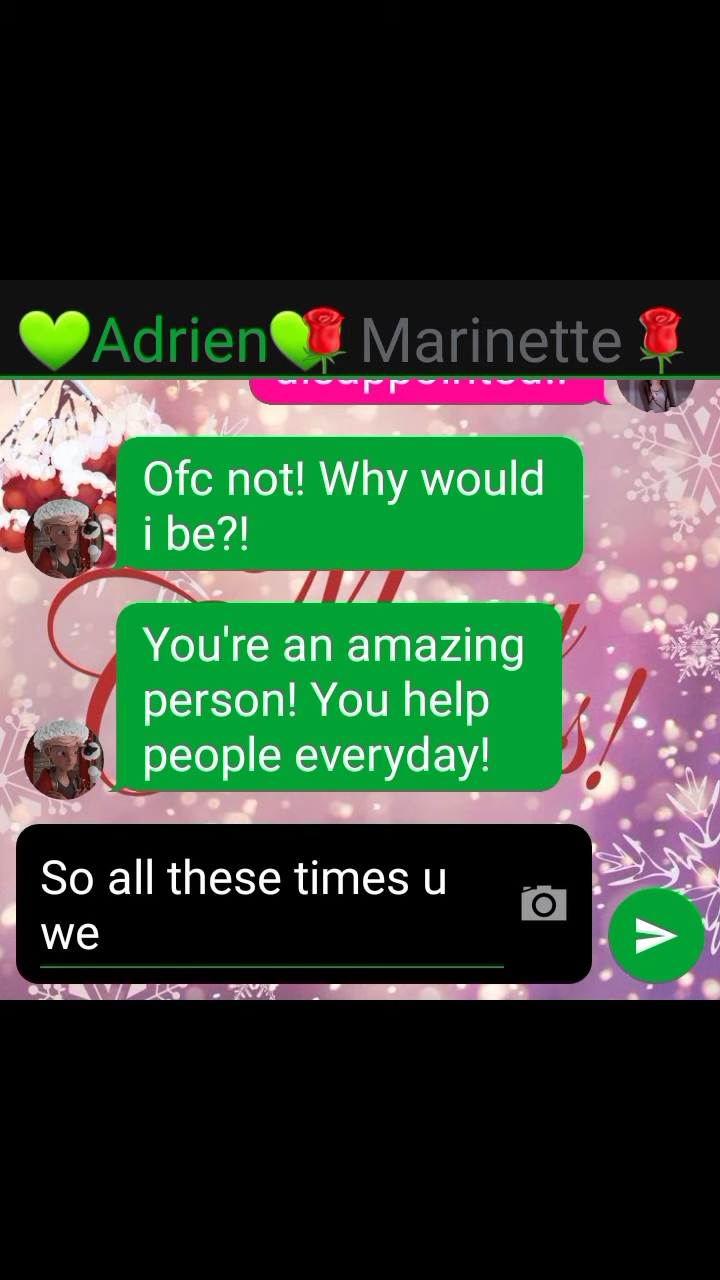 💚Adrien💚🌹 Marinette🌹
disappointed!!
Ofc not! Why would
i be?!
You're an amazing
person! You help
people everyday!
So all these times u
we